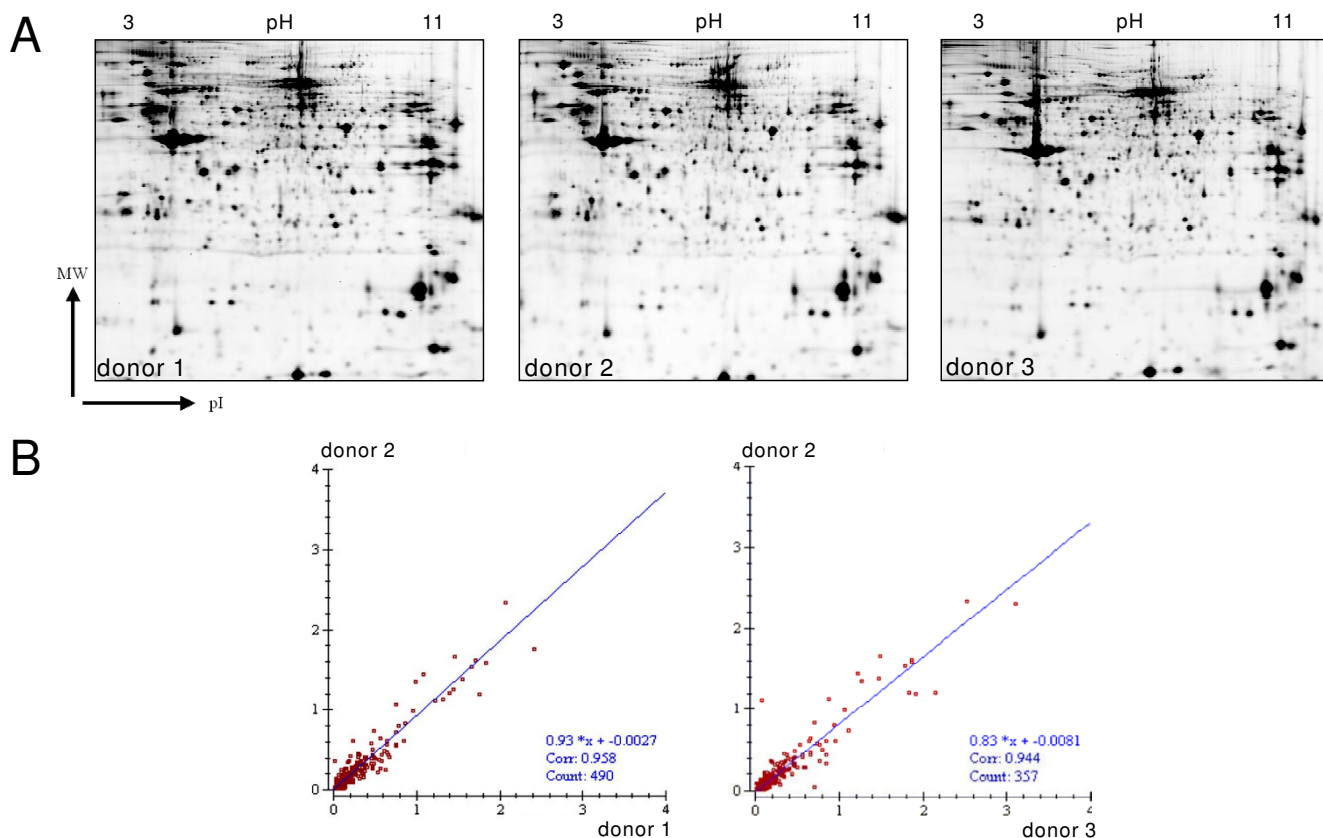 A
3 pH 11
3 pH 11
3 pH 11
MW
donor 1
donor 2
donor 3
pI
B
donor 2
4
3
2
1
0
0 1 2 3 4
0.93 *x + -0.0027
Corr: 0.958
Count: 490
donor 1
donor 2
4
3
2
1
0
0 1 2 3 4
0.83 *x + -0.0081
Corr: 0.944
Count: 357
donor 3